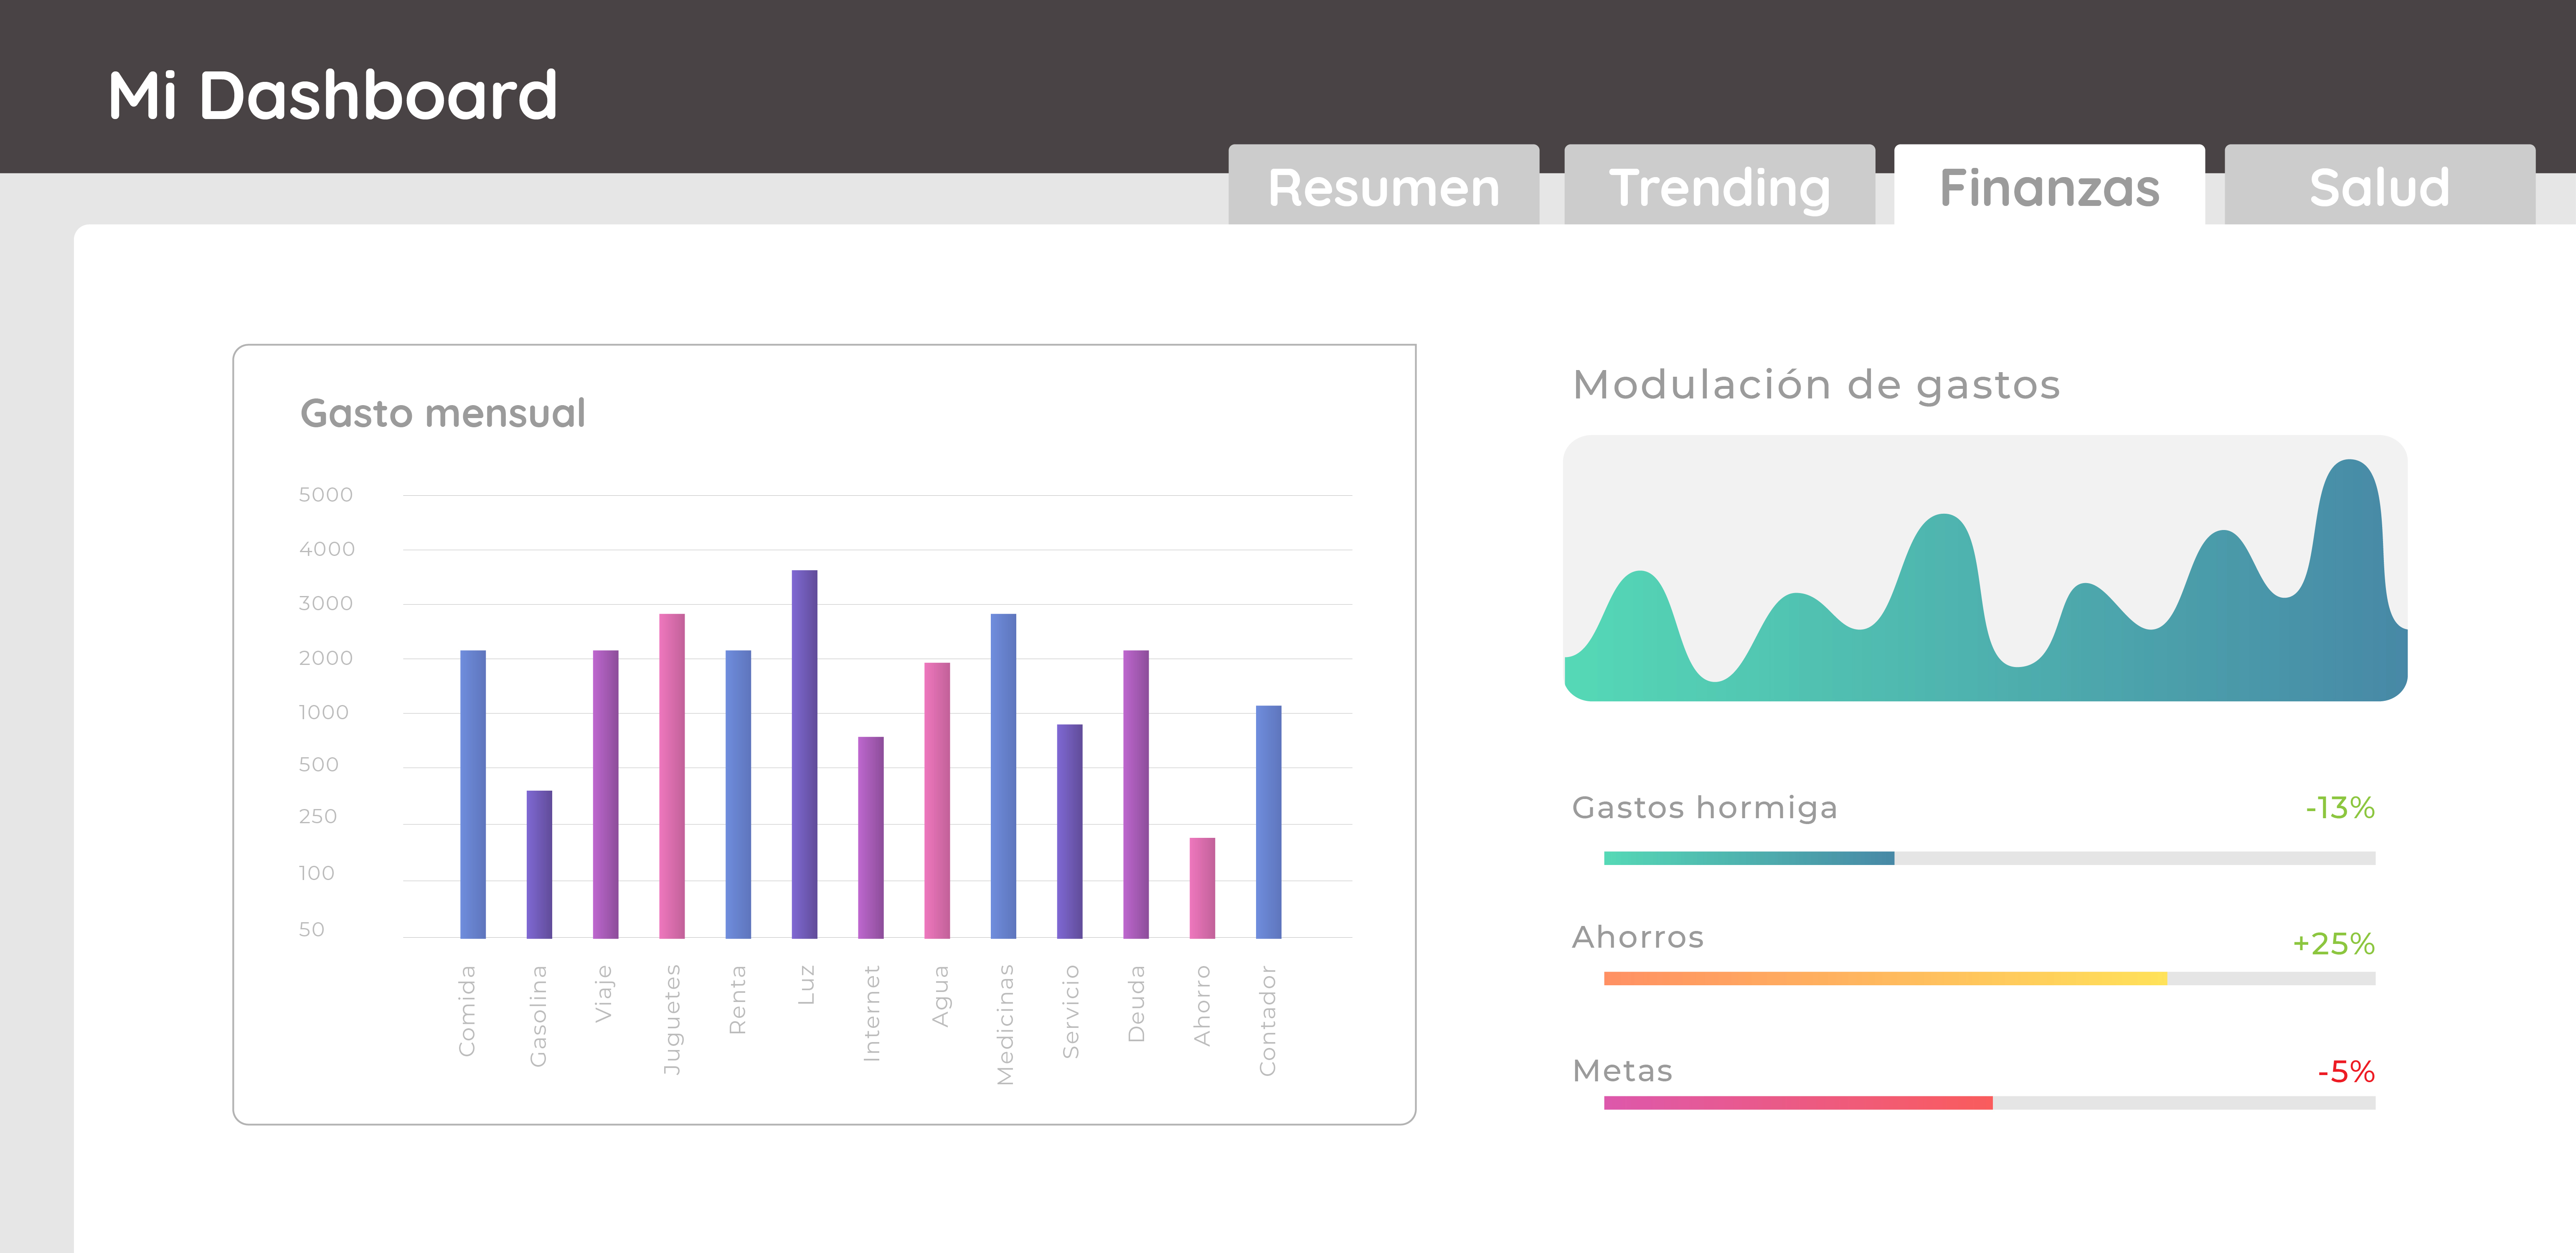 Mi Dashboard
Resumen
Trending
Finanzas
Salud
Gasto mensual
5000
4000
3000
2000
1000
500
250
100
50
Comida
Gasolina
Viaje
Juguetes
Renta
Luz
Internet
Agua
Medicinas
Servicio
Deuda
Ahorro
Contador
Modulación de gastos
Gastos hormiga
-13%
Ahorros
+25%
Metas
-5%